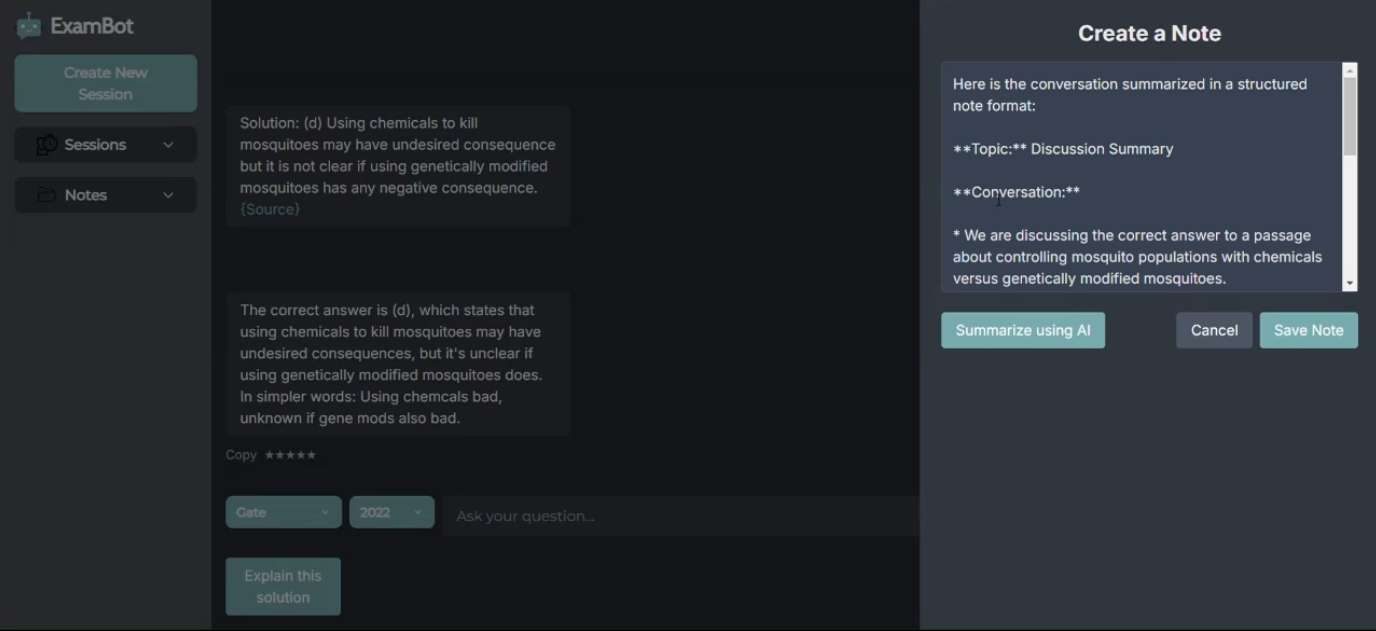 ExamBot
Create New
Session
Sessions
Notes
Solution: (d) Using chemicals to kill
mosquitoes may have undesired consequence
but it is not clear if using genetically modified
mosquitoes has any negative consequence.
{Source}
The correct answer is (d), which states that
using chemicals to kill mosquitoes may have
undesired consequences, but it's unclear if
using genetically modified mosquitoes does.
In simpler words: Using chemcals bad,
unknown if gene mods also bad.
Copy ★★★★★
Gate
2022
Ask your question...
Explain this
solution
Create a Note
Here is the conversation summarized in a structured
note format:
**Topic:** Discussion Summary
**Conversation:**
* We are discussing the correct answer to a passage
about controlling mosquito populations with chemicals
versus genetically modified mosquitoes.
Summarize using AI
Cancel
Save Note